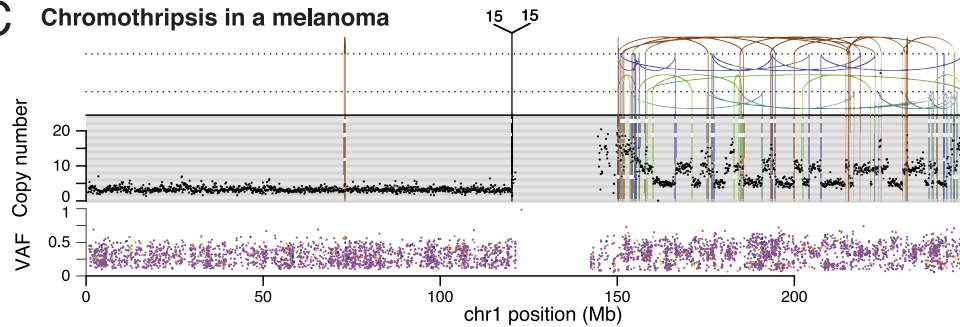 C Chromothripsis in a melanoma
15 15
Copy number
20
10
0
VAF
1
0.5
0
0 50 100 150 200
chr1 position (Mb)